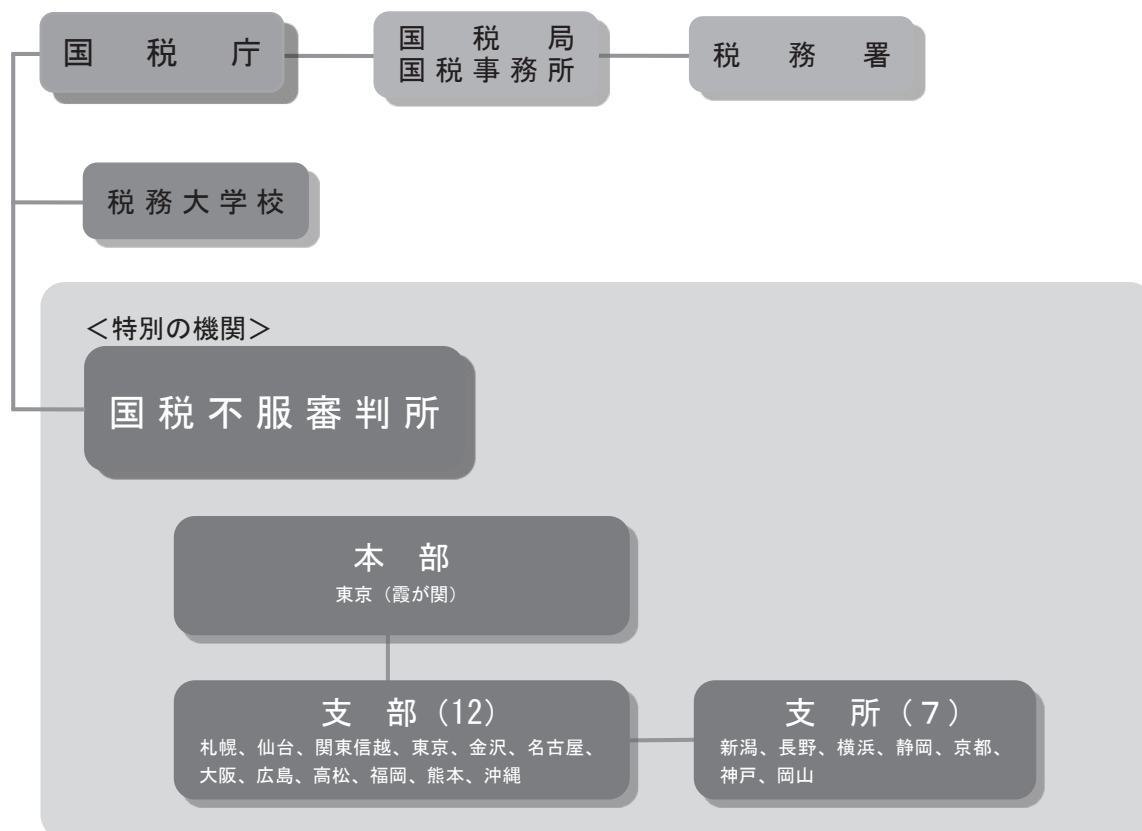 国税庁
国税局
国税事務所
税務署
税務大学校
＜特別の機関＞
国税不服審判所
本部
東京（霞が関）
支部（12）
札幌、仙台、関東信越、東京、金沢、名古屋、
大阪、広島、高松、福岡、熊本、沖縄
支所（７）
新潟、長野、横浜、静岡、京都、
神戸、岡山